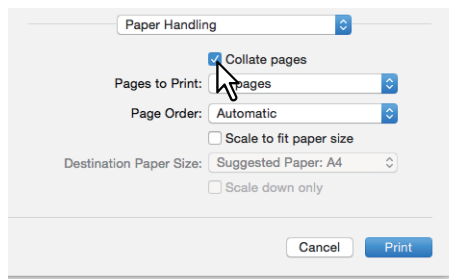 Paper Handling
Collate pages
Pages to Print: pages
Page Order: Automatic
Scale to fit paper size
Destination Paper Size: Suggested Paper: A4
Scale down only
Cancel Print